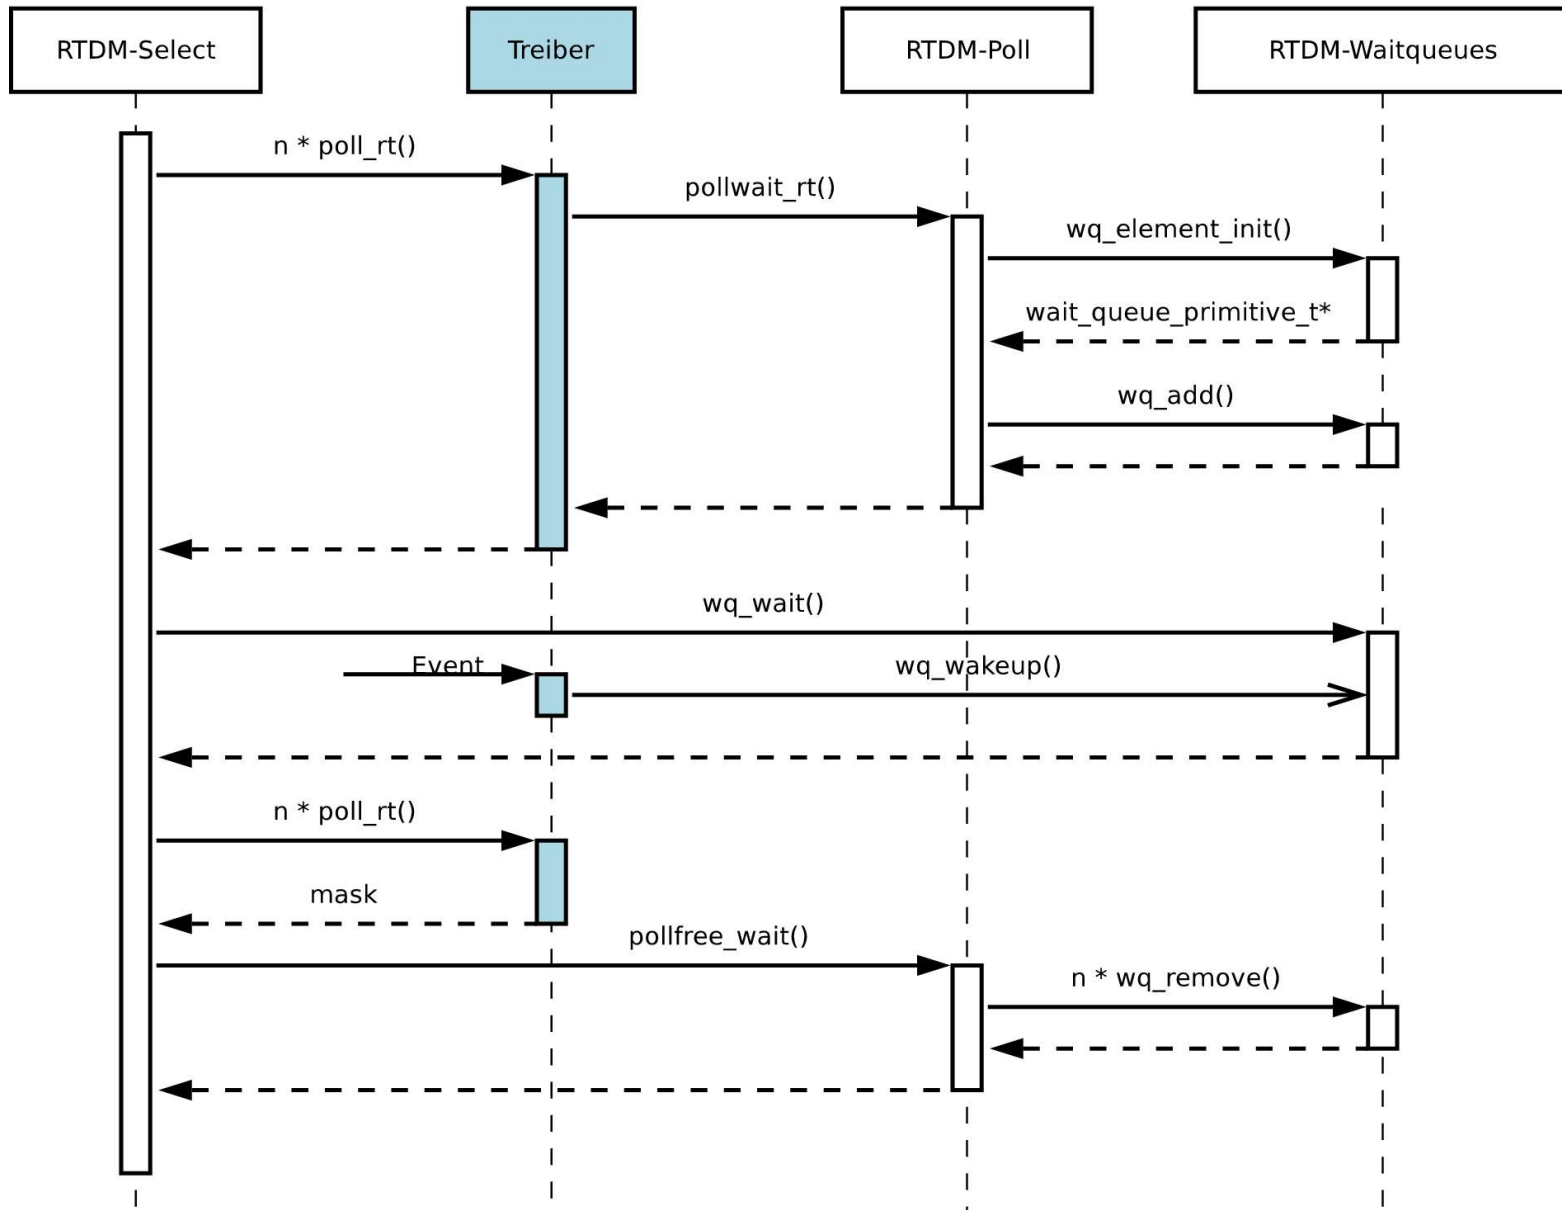 RTDM-Select
Treiber
RTDM-Poll
RTDM-Waitqueues
n * poll_rt()
pollwait_rt()
wq_element_init()
wait_queue_primitive_t*
wq_add()
wq_wait()
Event
wq_wakeup()
n * poll_rt()
mask
pollfree_wait()
n * wq_remove()